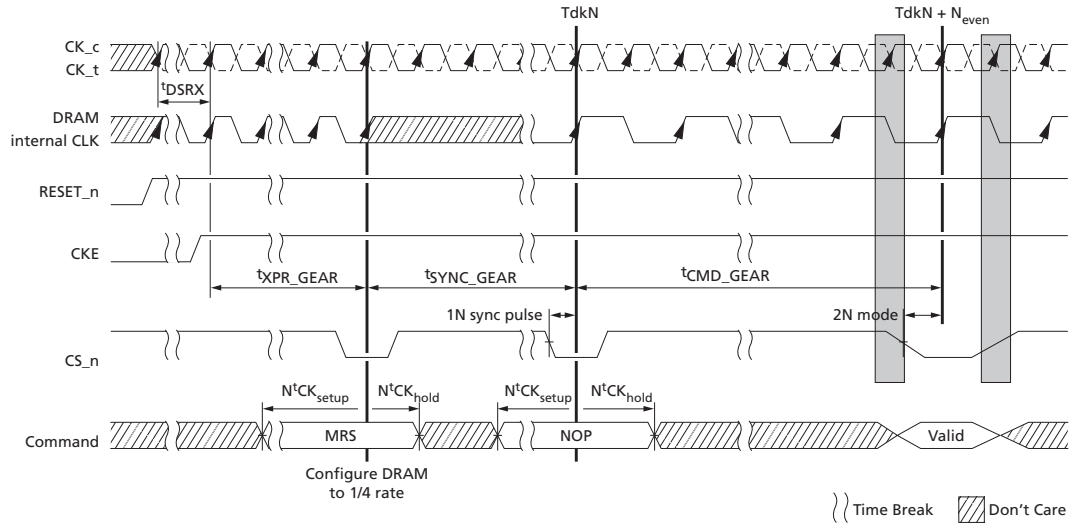 TdkN
TdkN + Neven
CK_c
CK_t
tDSRX
DRAM
internal CLK
RESET_n
CKE
tXPR_GEAR
tSYNC_GEAR
tCMD_GEAR
1N sync pulse
2N mode
CS_n
NtCKsetup
NtCKhold
NtCKsetup
NtCKhold
Command
MRS
NOP
Valid
Configure DRAM
to 1/4 rate
Time Break
Don't Care